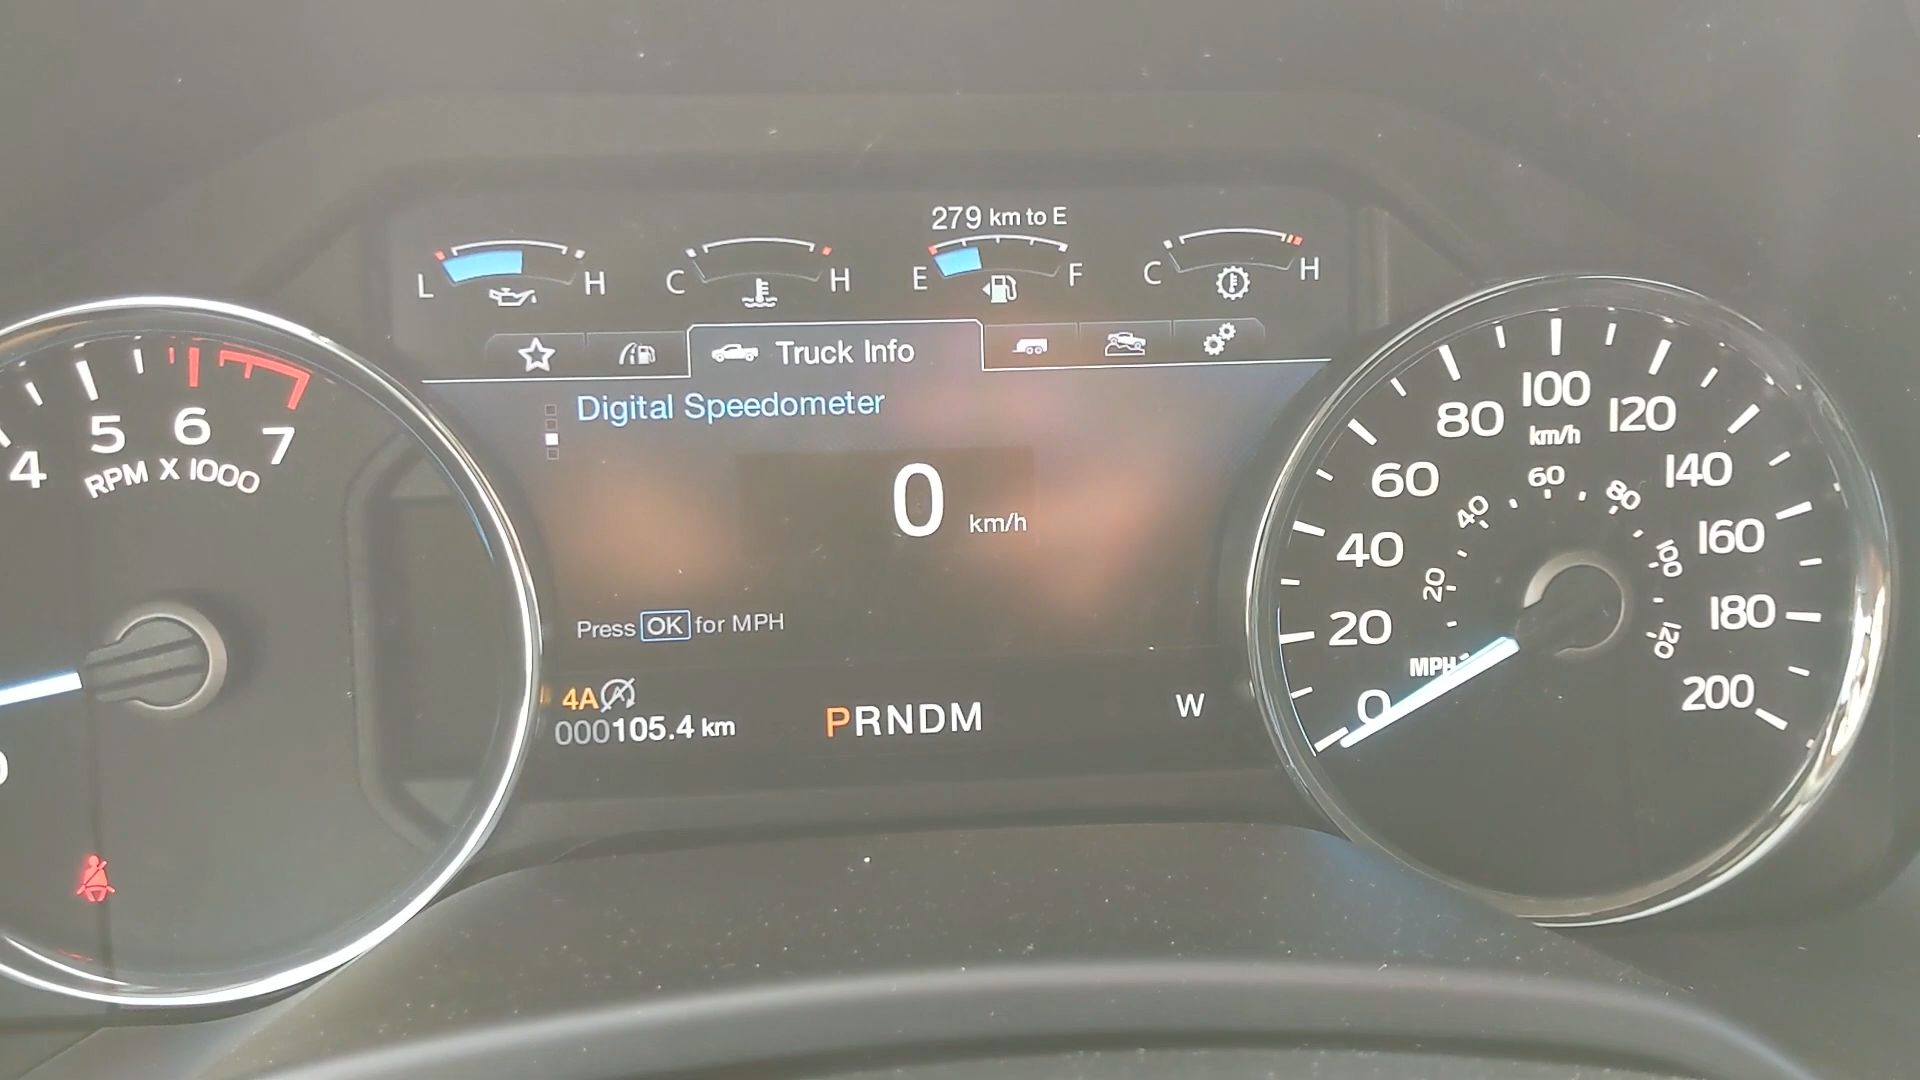 279 km to E
L H C H E F C H
Truck Info
Digital Speedometer
0 km/h
Press OK for MPH
4A
000105.4 km
PRNDM
W
4 5 6 7
RPM X 1000
0 20 40 60 80 100 120 140 160 180 200
km/h
20 40 60 80 100 120
MPH